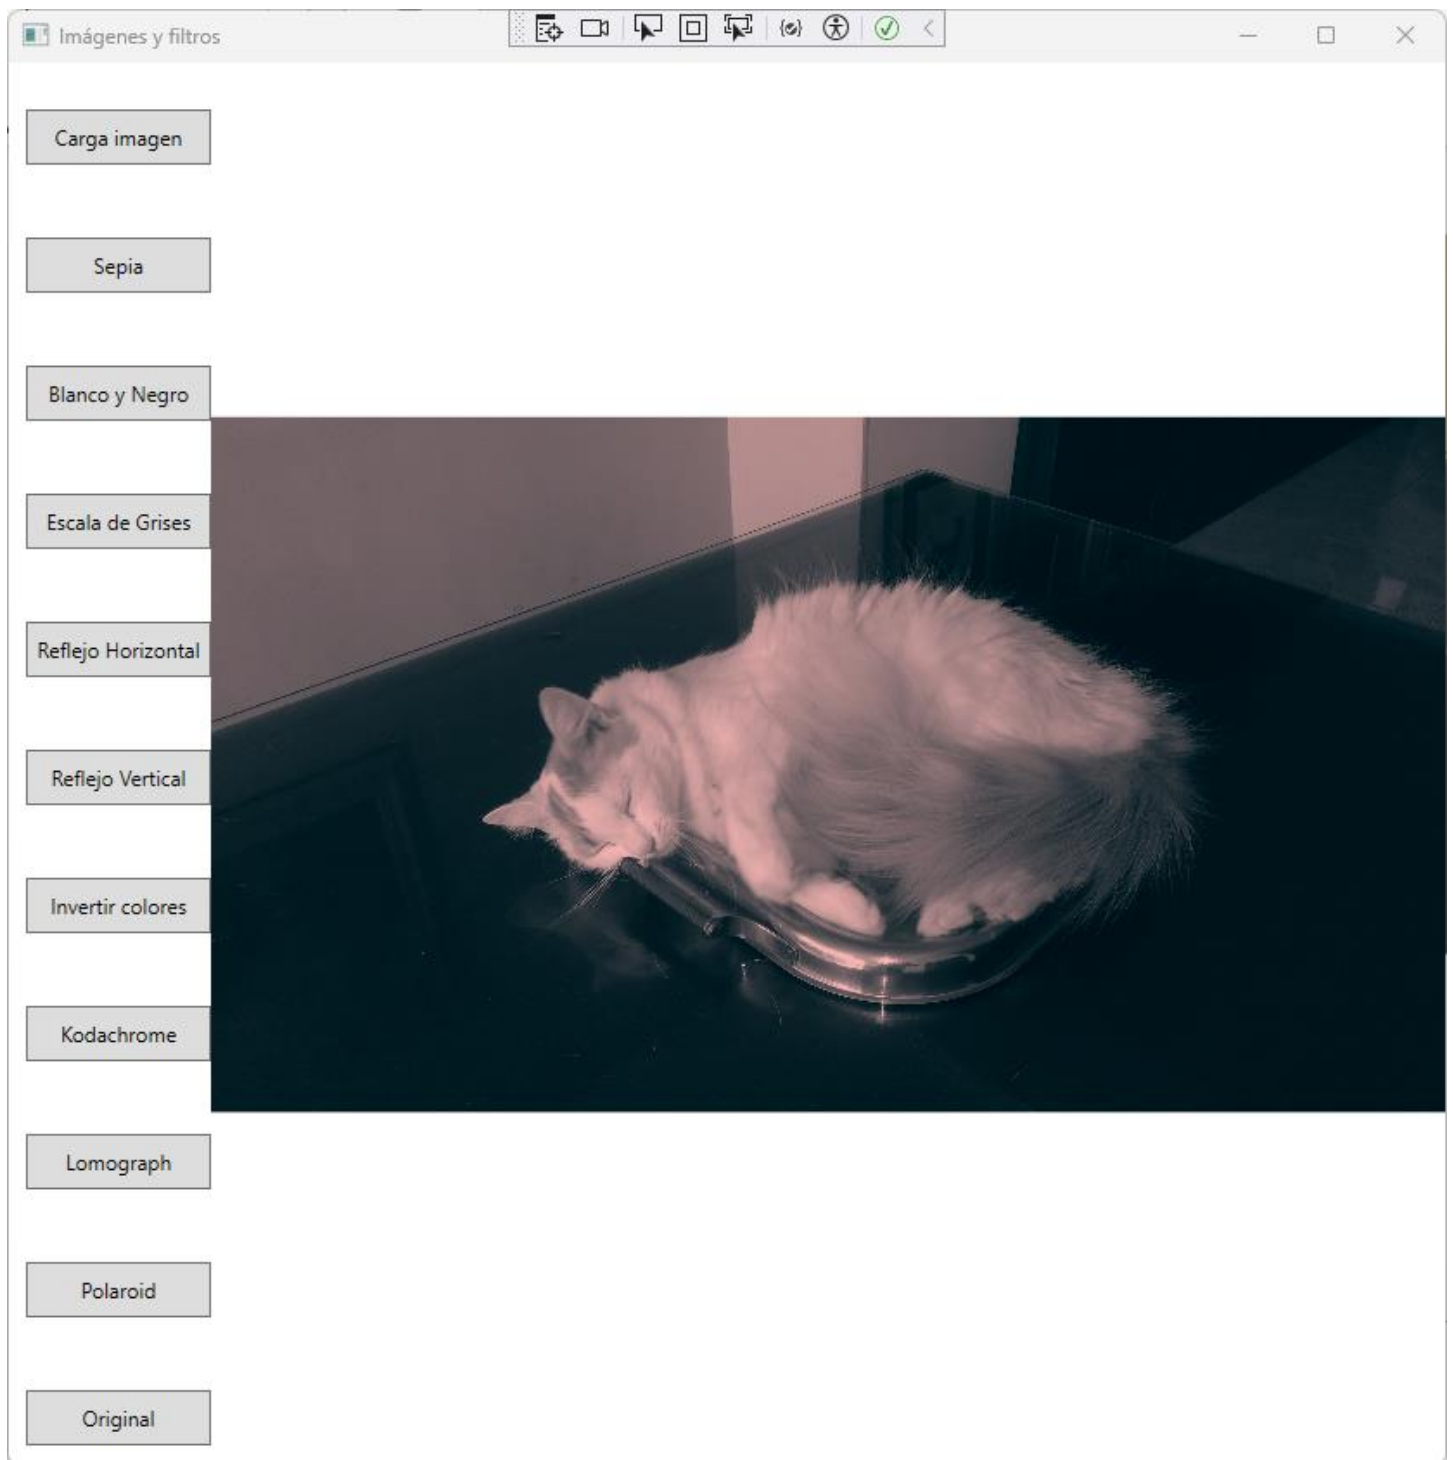 Imágenes y filtros
Carga imagen
Sepia
Blanco y Negro
Escala de Grises
Reflejo Horizontal
Reflejo Vertical
Invertir colores
Kodachrome
Lomograph
Polaroid
Original